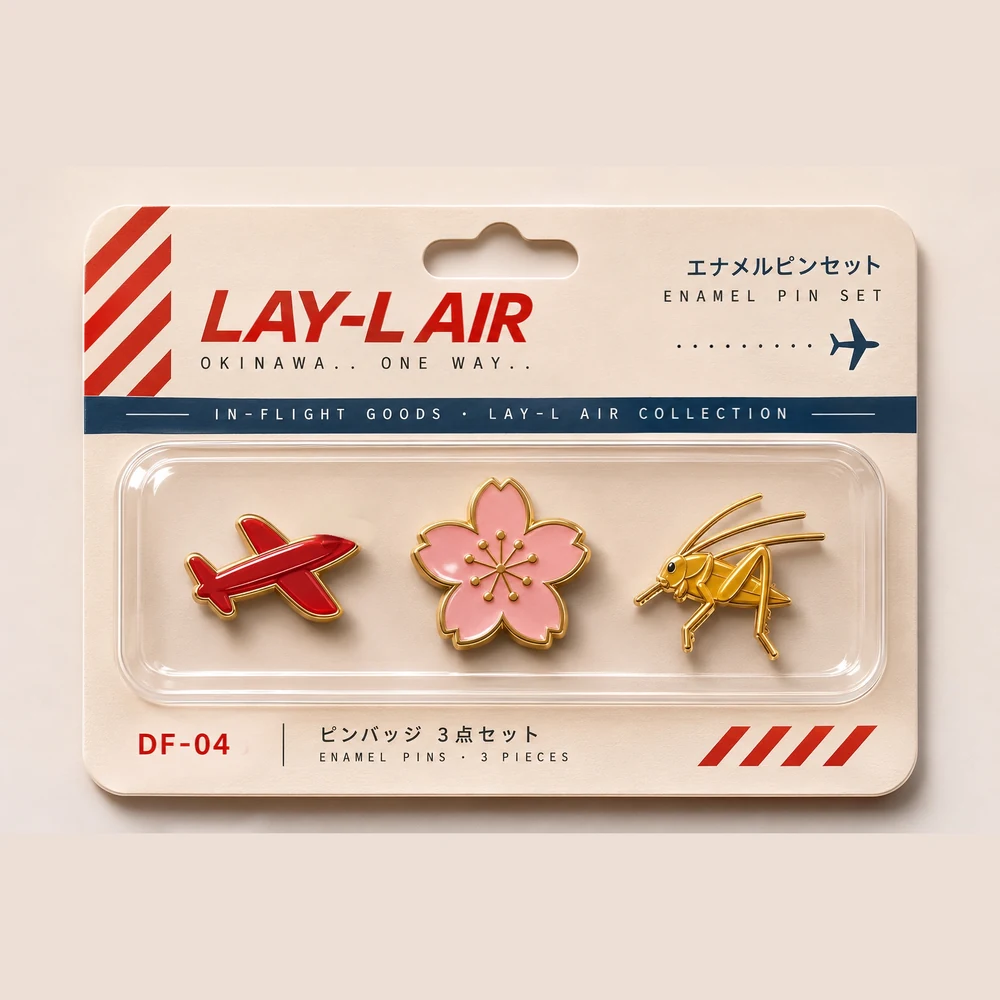 LAY-L AIR
OKINAWA.. ONE WAY..
エナメルピンセット
ENAMEL PIN SET
IN-FLIGHT GOODS · LAY-L AIR COLLECTION
DF-04
ピンバッジ 3点セット
ENAMEL PINS · 3 PIECES